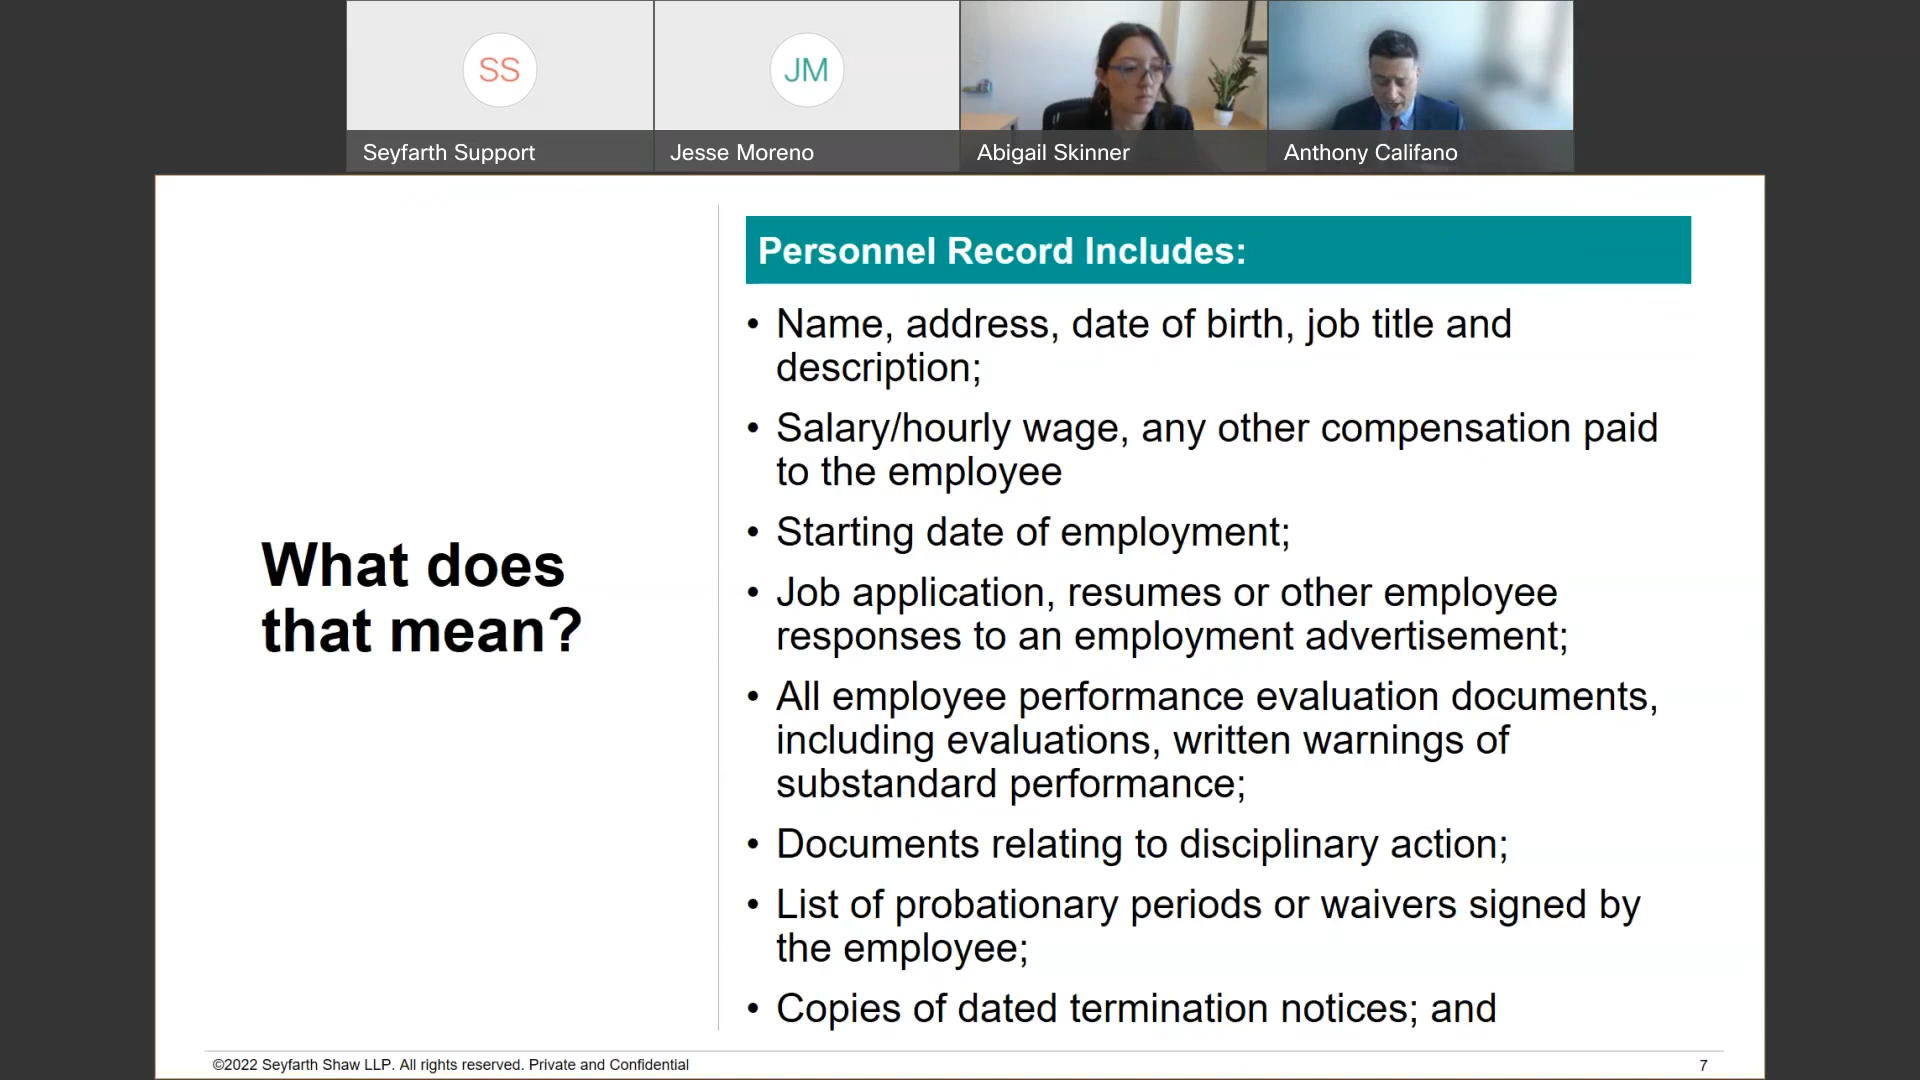 SS
JM
Seyfarth Support
Jesse Moreno
Abigail Skinner
Anthony Califano
What does
that mean?
Personnel Record Includes:
• Name, address, date of birth, job title and
description;
• Salary/hourly wage, any other compensation paid
to the employee
• Starting date of employment;
• Job application, resumes or other employee
responses to an employment advertisement;
• All employee performance evaluation documents,
including evaluations, written warnings of
substandard performance;
• Documents relating to disciplinary action;
• List of probationary periods or waivers signed by
the employee;
• Copies of dated termination notices; and
©2022 Seyfarth Shaw LLP. All rights reserved. Private and Confidential
7